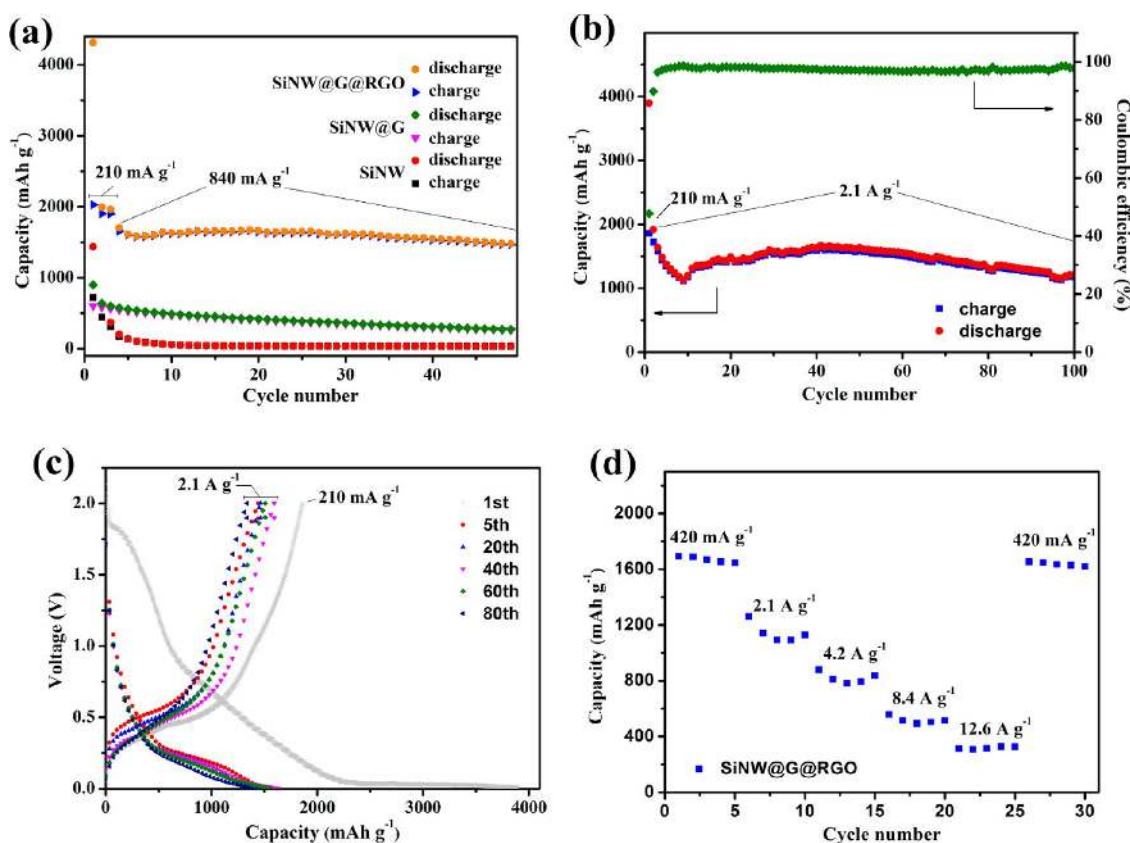 (a)
4000
3000
2000
1000
0
Capacity (mAh g⁻¹)
SiNW@G@RGO
discharge
charge
SiNW@G
discharge
charge
SiNW
discharge
charge
210 mA g⁻¹
840 mA g⁻¹
0 10 20 30 40
Cycle number
(b)
4000
3000
2000
1000
0
Capacity (mAh g⁻¹)
210 mA g⁻¹
2.1 A g⁻¹
charge
discharge
100
80
60
40
20
0
Coulombic efficiency (%)
0 20 40 60 80 100
Cycle number
(c)
2.0
1.5
1.0
0.5
0.0
Voltage (V)
2.1 A g⁻¹
210 mA g⁻¹
1st
5th
20th
40th
60th
80th
0 1000 2000 3000 4000
Capacity (mAh g⁻¹)
(d)
2000
1600
1200
800
400
0
Capacity (mAh g⁻¹)
420 mA g⁻¹
2.1 A g⁻¹
4.2 A g⁻¹
8.4 A g⁻¹
12.6 A g⁻¹
420 mA g⁻¹
SiNW@G@RGO
0 5 10 15 20 25 30
Cycle number